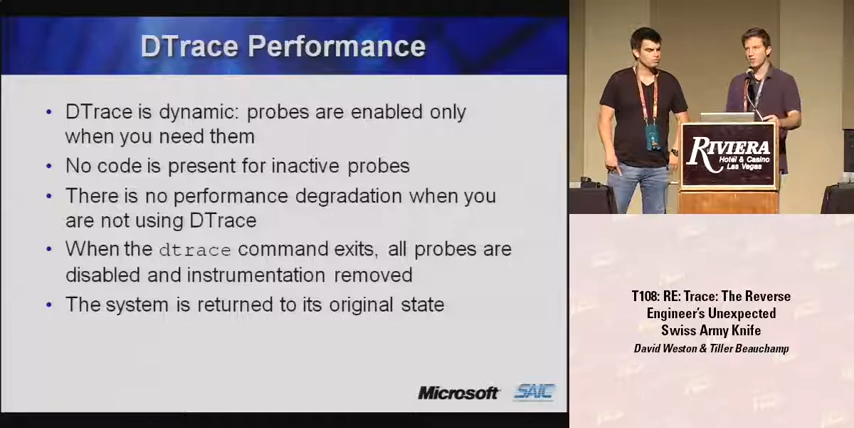 DTrace Performance
• DTrace is dynamic: probes are enabled only
when you need them
• No code is present for inactive probes
• There is no performance degradation when you
are not using DTrace
• When the dtrace command exits, all probes are
disabled and instrumentation removed
• The system is returned to its original state
Microsoft SAIC
RIVIERA
Hotel & Casino
Las Vegas
T108: RE: Trace: The Reverse
Engineer's Unexpected
Swiss Army Knife
David Weston & Tiller Beauchamp